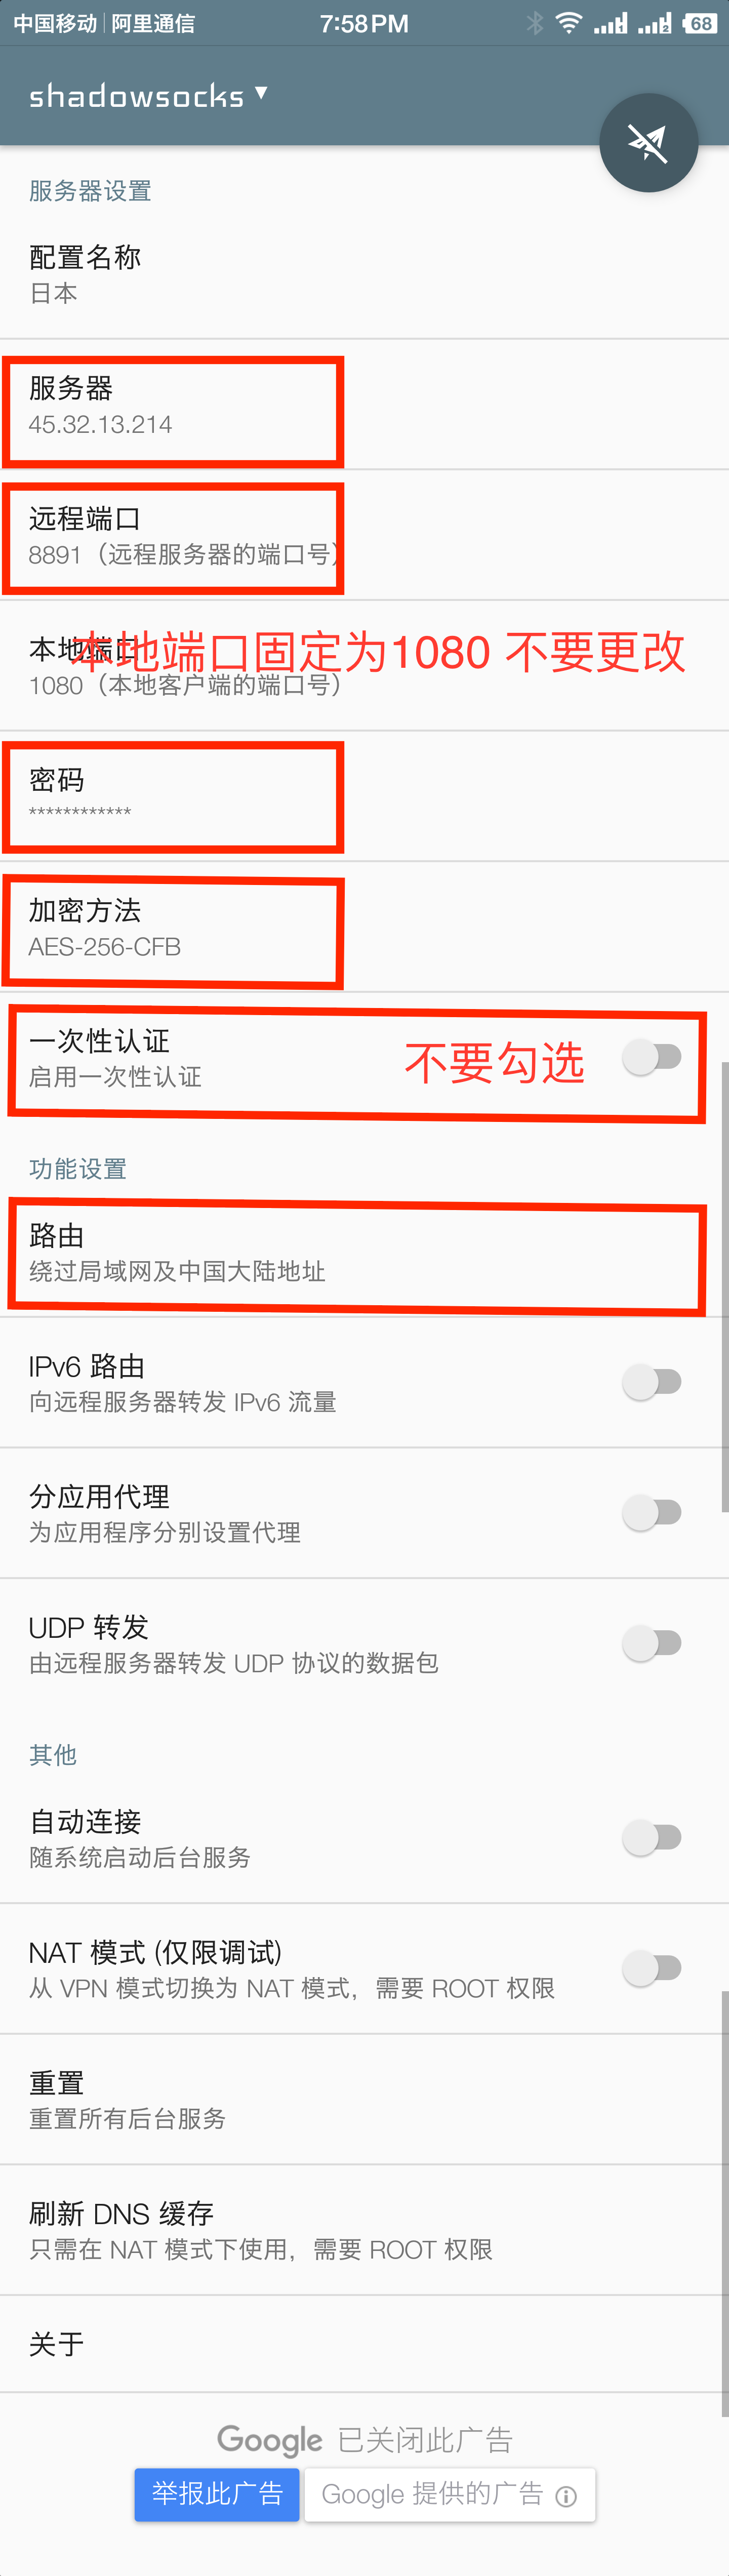 中国移动 | 阿里通信 7:58 PM 68
shadowsocks ▼
服务器设置
配置名称
日本
服务器
45.32.13.214
远程端口
8891（远程服务器的端口号）
本地端口
本地端口固定为1080 不要更改
1080（本地客户端的端口号）
密码
************
加密方法
AES-256-CFB
一次性认证
启用一次性认证
不要勾选
功能设置
路由
绕过局域网及中国大陆地址
IPv6 路由
向远程服务器转发 IPv6 流量
分应用代理
为应用程序分别设置代理
UDP 转发
由远程服务器转发 UDP 协议的数据包
其他
自动连接
随系统启动后台服务
NAT 模式 (仅限调试)
从 VPN 模式切换为 NAT 模式，需要 ROOT 权限
重置
重置所有后台服务
刷新 DNS 缓存
只需在 NAT 模式下使用，需要 ROOT 权限
关于
Google 已关闭此广告
举报此广告 Google 提供的广告